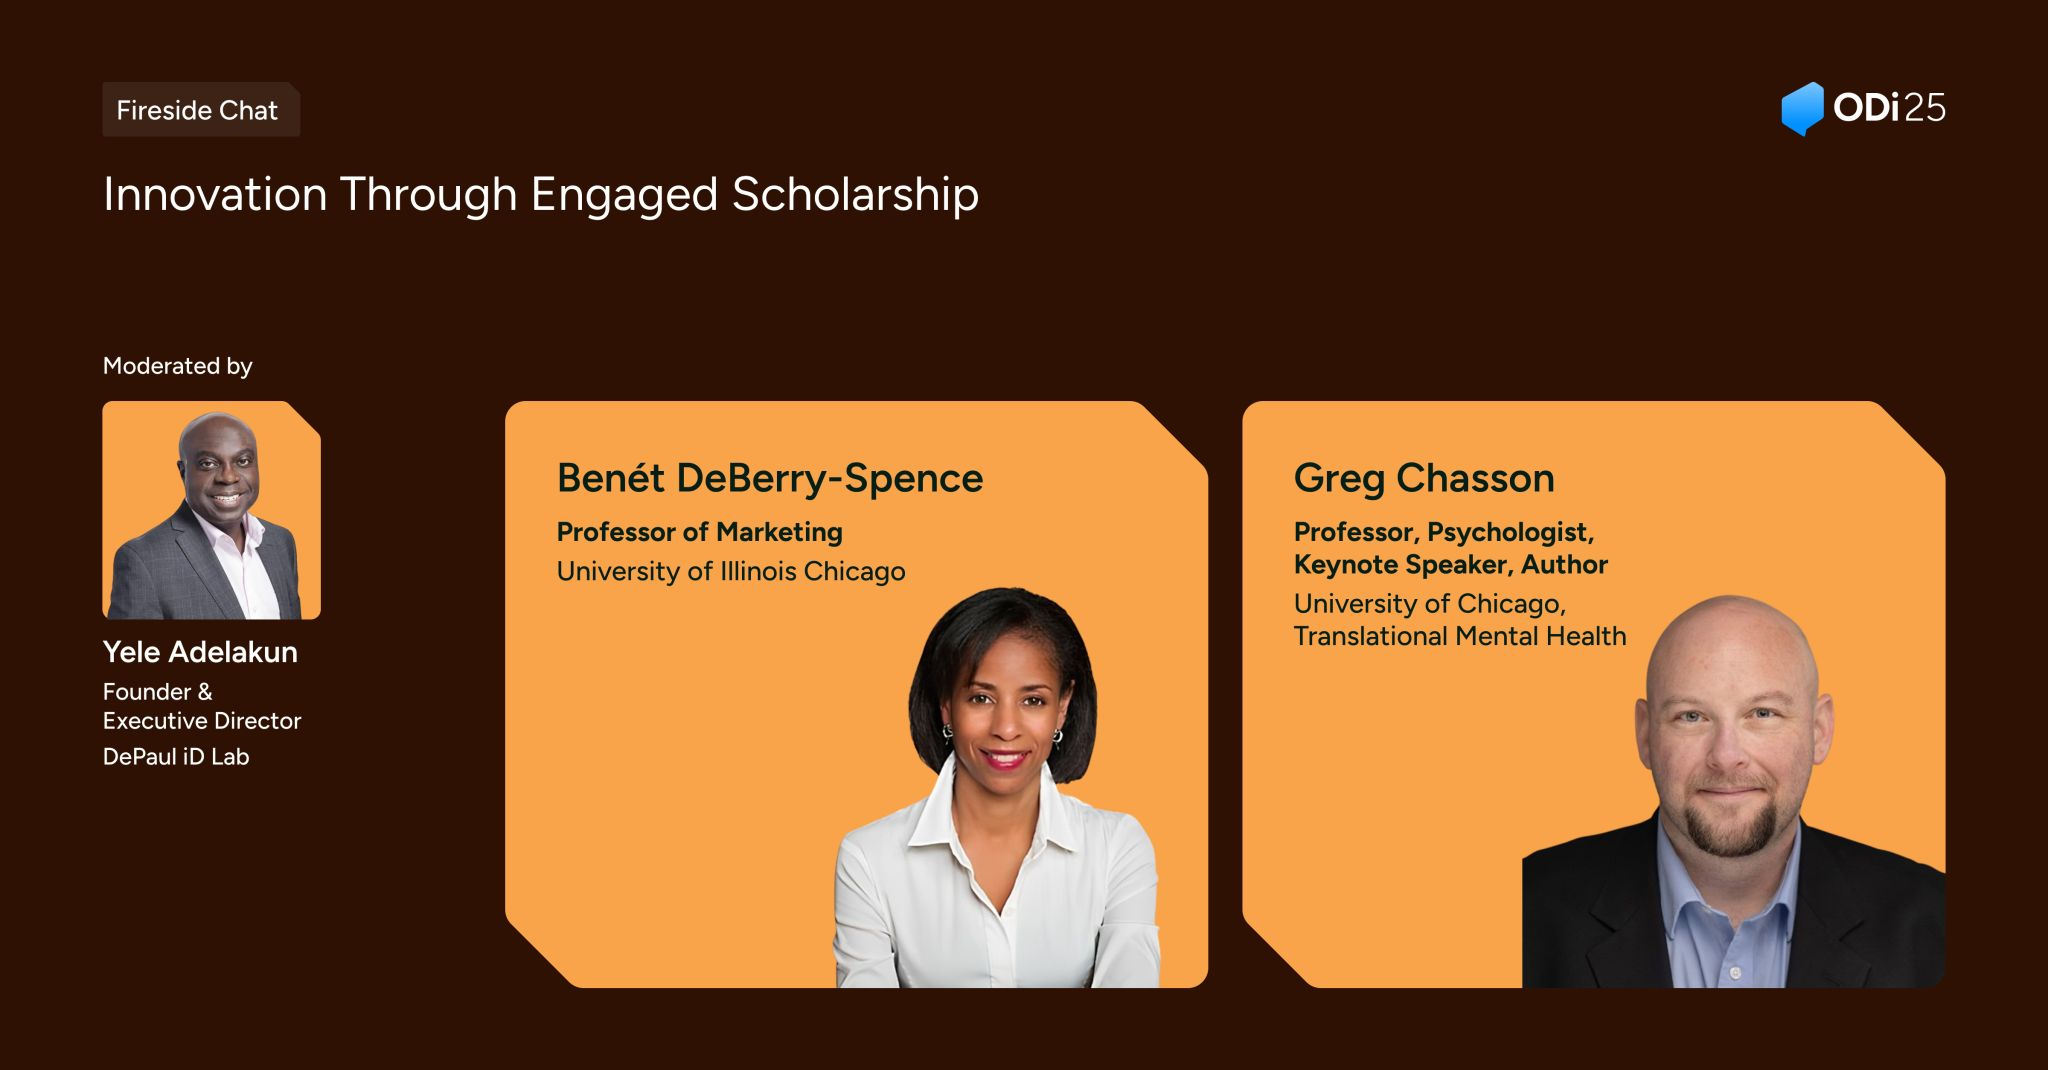 Fireside Chat
ODi25
Innovation Through Engaged Scholarship
Moderated by
Yele Adelakun
Founder &
Executive Director
DePaul iD Lab
Benét DeBerry-Spence
Professor of Marketing
University of Illinois Chicago
Greg Chasson
Professor, Psychologist,
Keynote Speaker, Author
University of Chicago,
Translational Mental Health